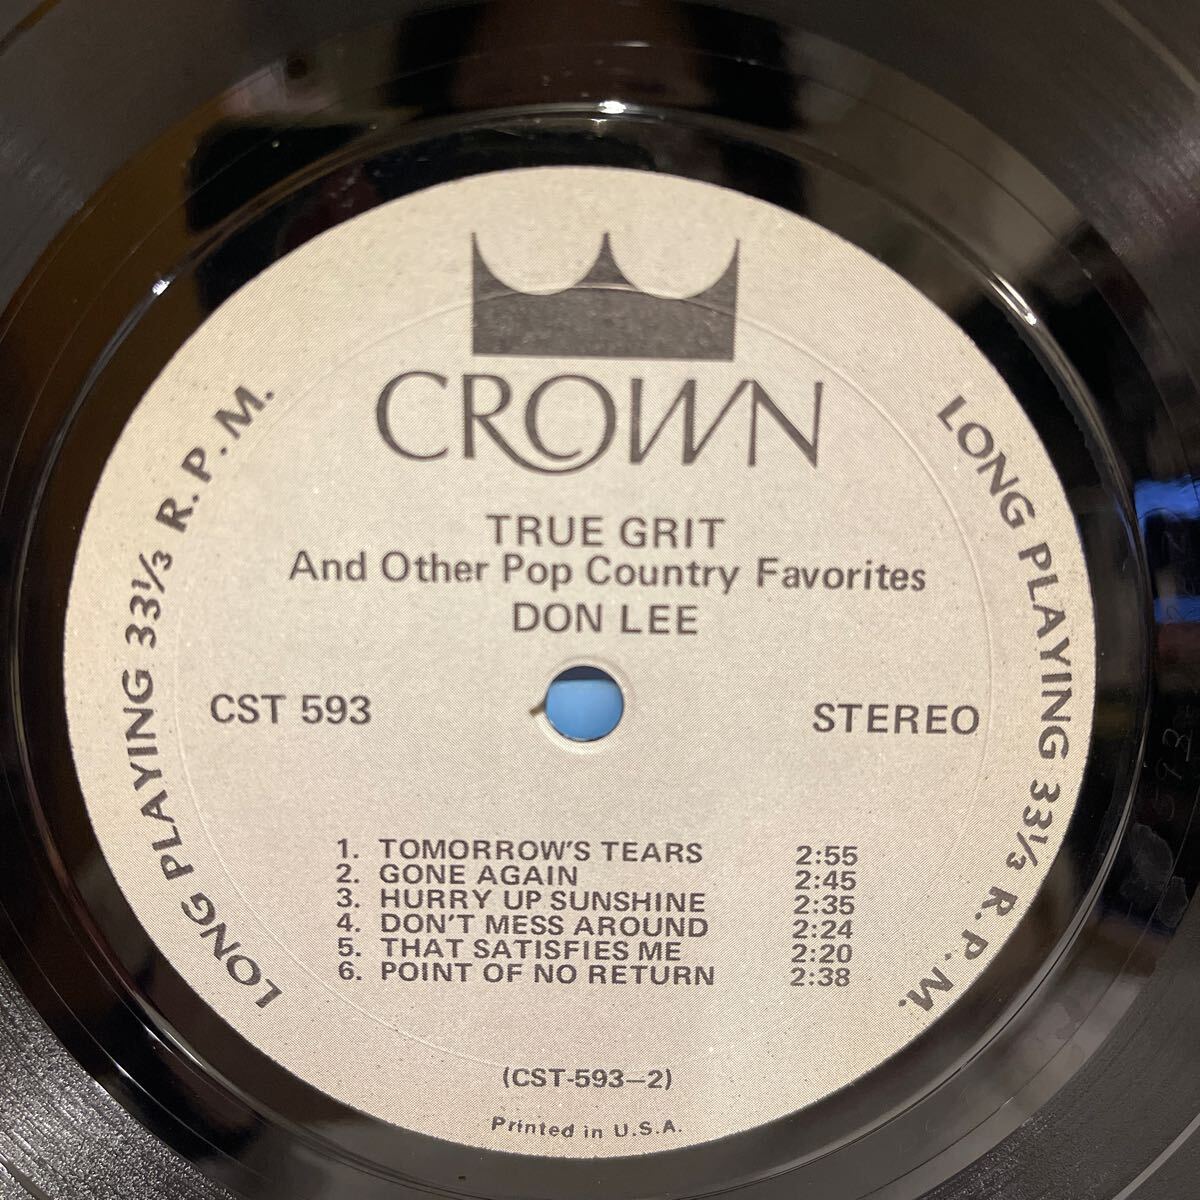 CROWN
TRUE GRIT
And Other Pop Country Favorites
DON LEE
CST 593
STEREO
1. TOMORROW'S TEARS 2:55
2. GONE AGAIN 2:45
3. HURRY UP SUNSHINE 2:35
4. DON'T MESS AROUND 2:24
5. THAT SATISFIES ME 2:20
6. POINT OF NO RETURN 2:38
(CST-593—2)
Printed in U.S.A.
LONG PLAYING 33⅓ R.P.M.
LONG PLAYING 33⅓ R.P.M.